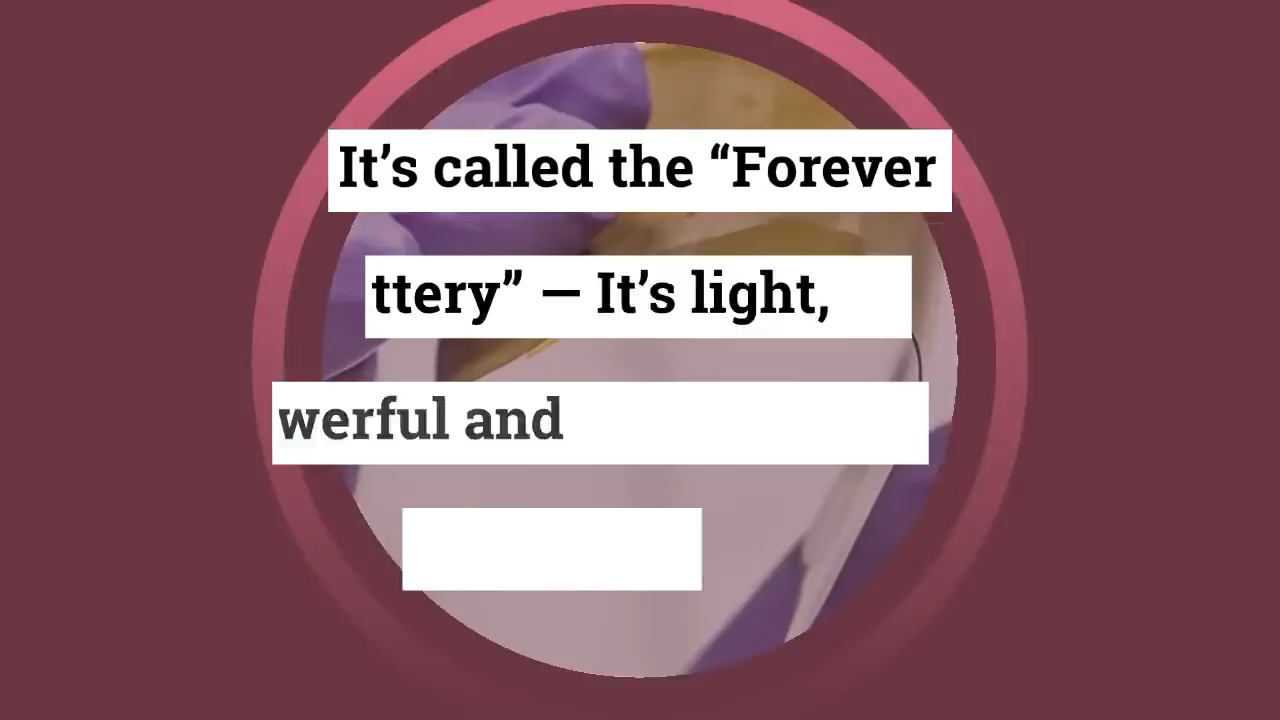 It’s called the “Forever
ttery” — It’s light,
werful and